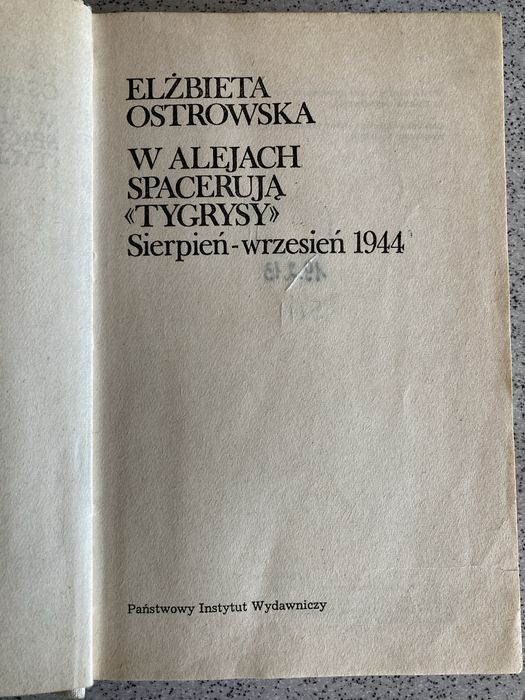 ELŻBIETA
OSTROWSKA
W ALEJACH
SPACERUJĄ
«TYGRYSY»
Sierpień-wrzesień 1944
Państwowy Instytut Wydawniczy